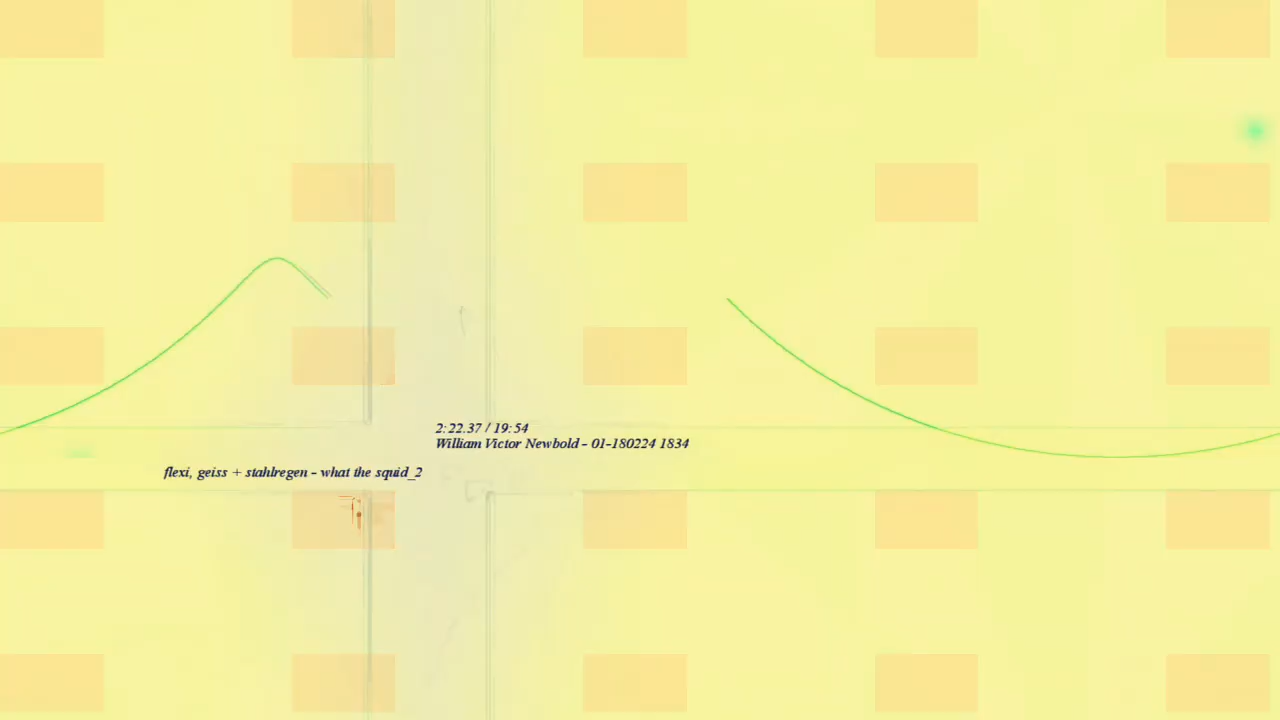 2:22.37 / 19:54
William Victor Newbold - 01-180224 1834
flexi, geiss + stahlregen - what the squid_2